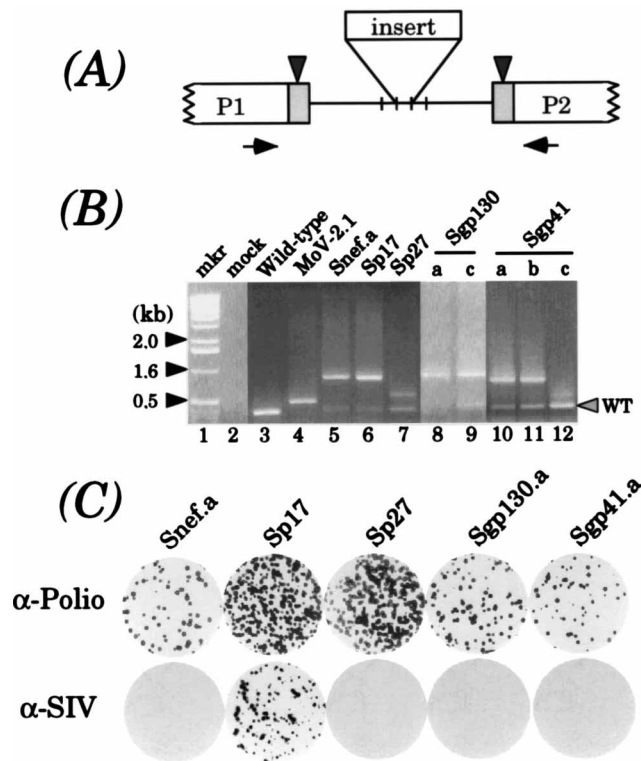 (A)
insert
P1
P2
(B)
mkr
mock
Wild-type
MoV-2.1
Snef.a
Sp17
Sp27
Sgp130
a c
Sgp41
a b c
(kb)
2.0
1.6
0.5
WT
1 2 3 4 5 6 7 8 9 10 11 12
(C)
Snef.a
Sp17
Sp27
Sgp130.a
Sgp41.a
α-Polio
α-SIV